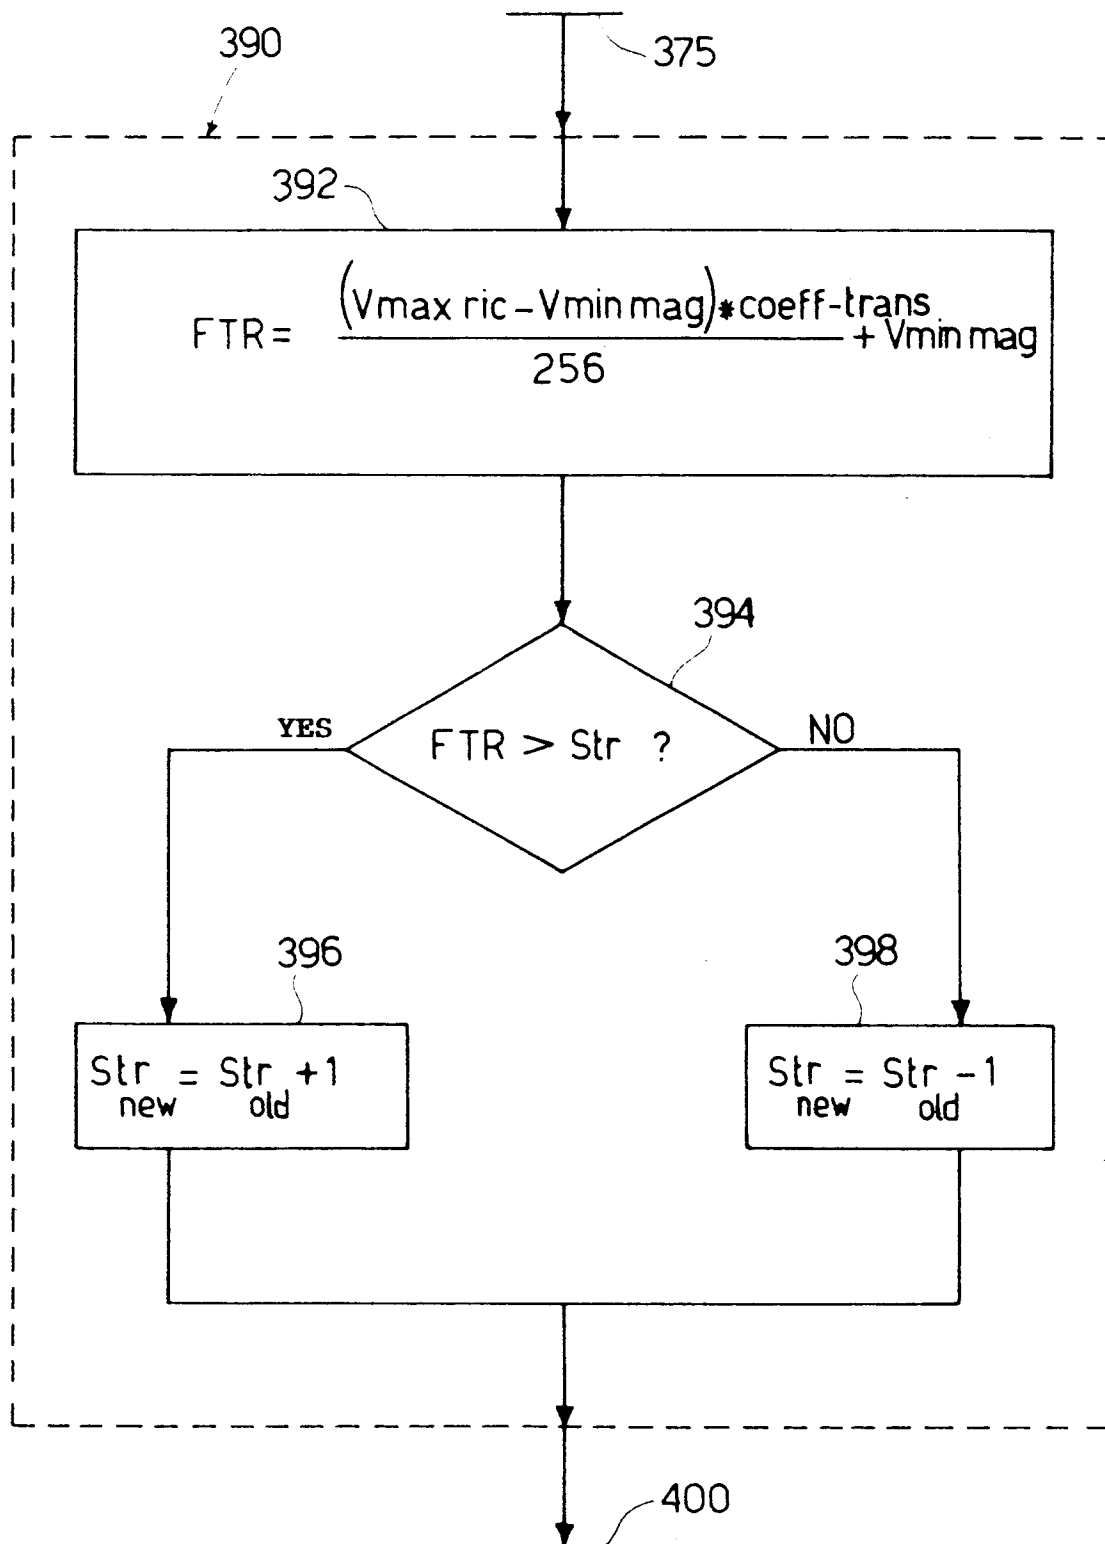 390
375
392
(Vmax ric - Vmin mag)*coeff-trans
FTR = + Vmin mag
256
394
YES
FTR > Str ?
NO
396
398
Str = Str +1
new old
Str = Str -1
new old
400